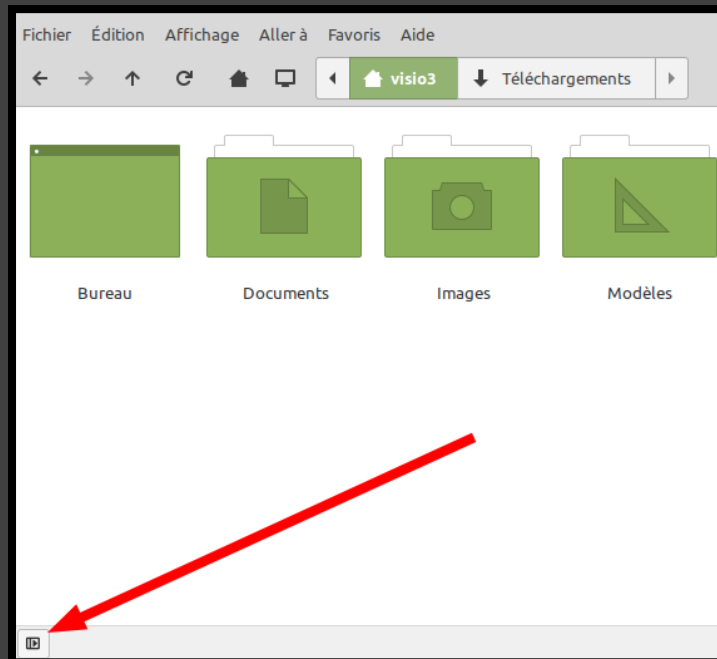 Fichier Édition Affichage Aller à Favoris Aide
visio3 Téléchargements
Bureau Documents Images Modèles